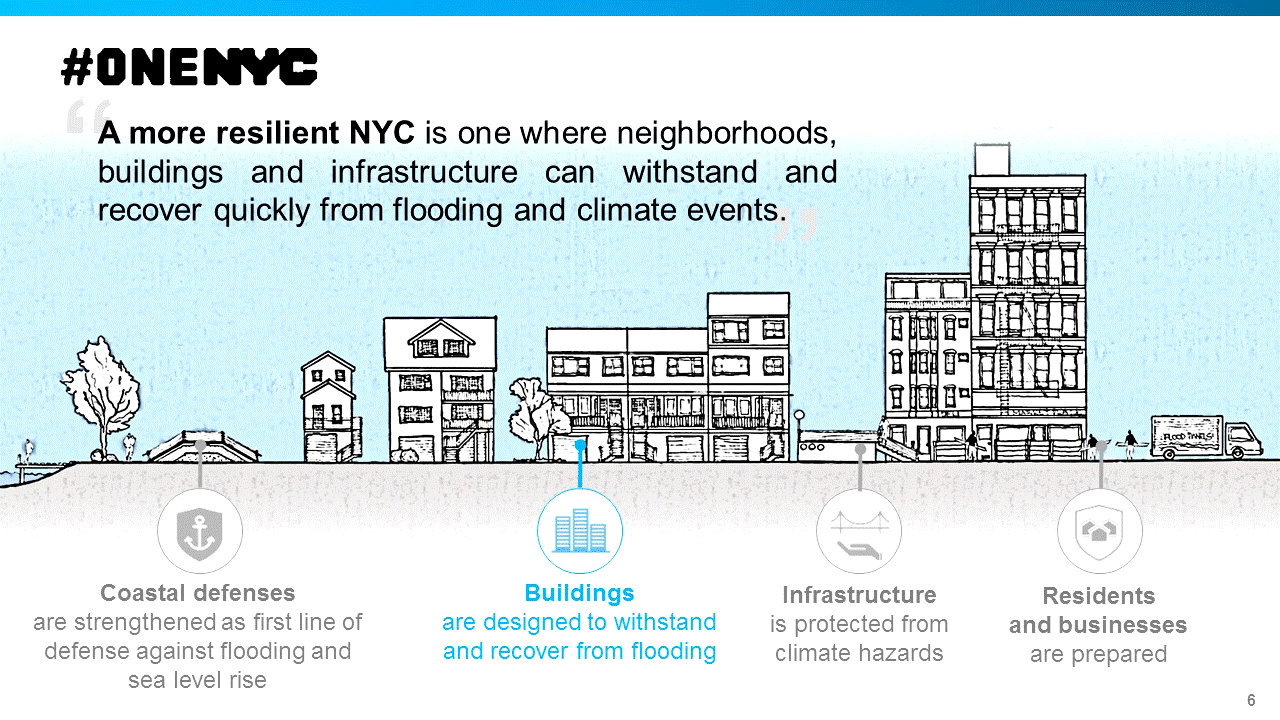 #ONENYC
“A more resilient NYC is one where neighborhoods,
buildings and infrastructure can withstand and
recover quickly from flooding and climate events.”
FLOOD PANELS
Coastal defenses
are strengthened as first line of
defense against flooding and
sea level rise
Buildings
are designed to withstand
and recover from flooding
Infrastructure
is protected from
climate hazards
Residents
and businesses
are prepared
6